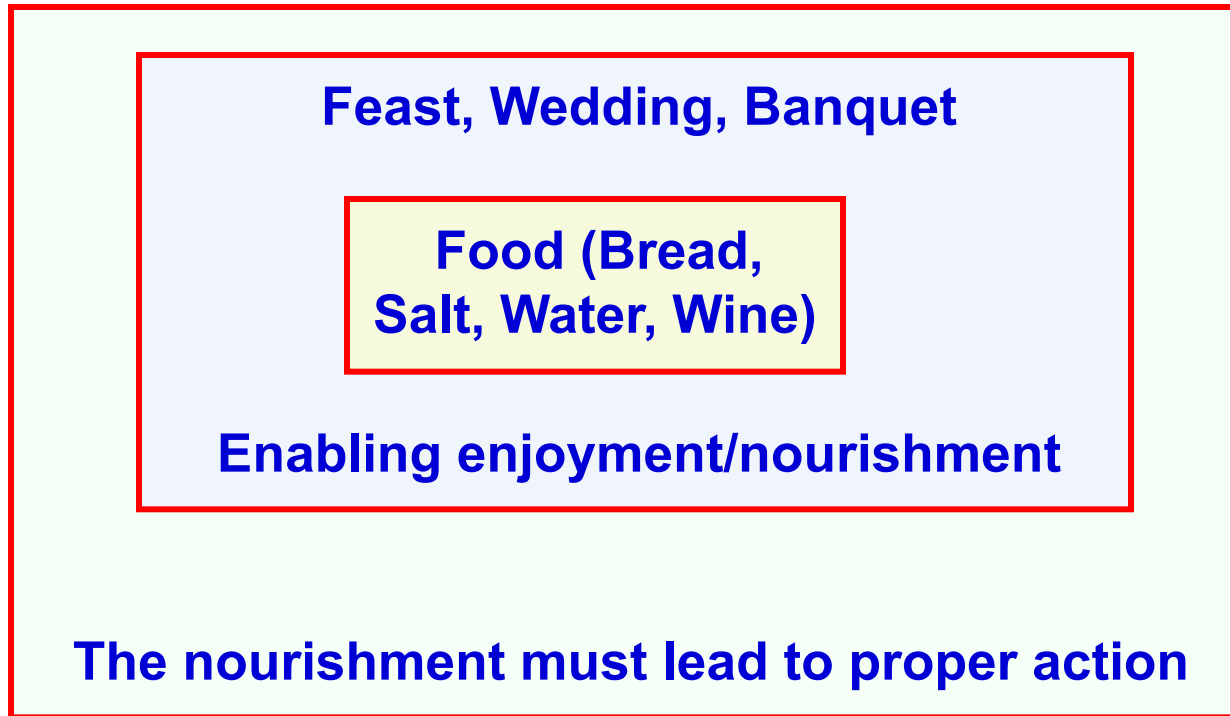 Feast, Wedding, Banquet
Food (Bread,
Salt, Water, Wine)
Enabling enjoyment/nourishment
The nourishment must lead to proper action